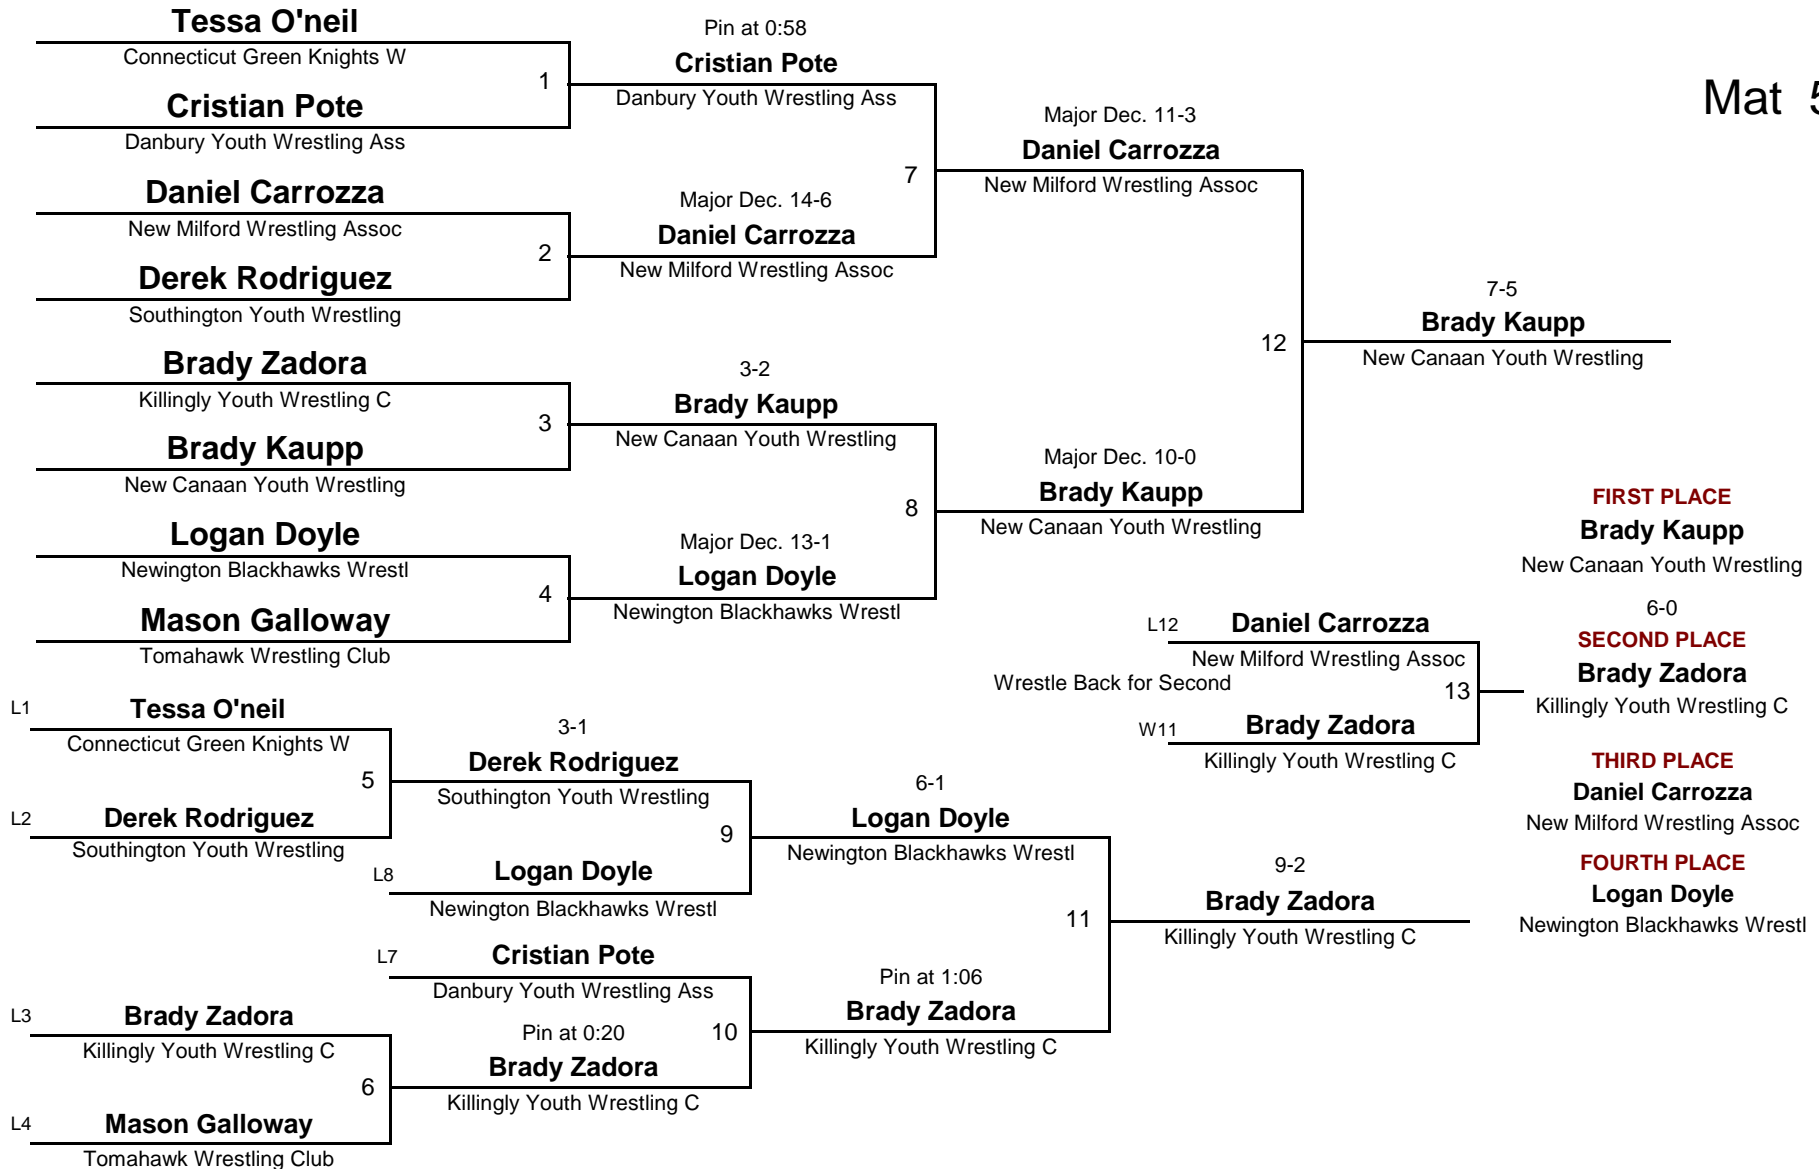 Tessa O'neil
Connecticut Green Knights W
1
Cristian Pote
Danbury Youth Wrestling Ass
Daniel Carrozza
New Milford Wrestling Assoc
2
Derek Rodriguez
Southington Youth Wrestling
Brady Zadora
Killingly Youth Wrestling C
3
Brady Kaupp
New Canaan Youth Wrestling
Logan Doyle
Newington Blackhawks Wrestl
4
Mason Galloway
Tomahawk Wrestling Club
Pin at 0:58
Cristian Pote
Danbury Youth Wrestling Ass
7
Major Dec. 14-6
Daniel Carrozza
New Milford Wrestling Assoc
3-2
Brady Kaupp
New Canaan Youth Wrestling
8
Major Dec. 13-1
Logan Doyle
Newington Blackhawks Wrestl
Major Dec. 11-3
Daniel Carrozza
New Milford Wrestling Assoc
12
Major Dec. 10-0
Brady Kaupp
New Canaan Youth Wrestling
Mat 5
7-5
Brady Kaupp
New Canaan Youth Wrestling
L1
Tessa O'neil
Connecticut Green Knights W
5
L2
Derek Rodriguez
Southington Youth Wrestling
L3
Brady Zadora
Killingly Youth Wrestling C
6
L4
Mason Galloway
Tomahawk Wrestling Club
3-1
Derek Rodriguez
Southington Youth Wrestling
9
L8
Logan Doyle
Newington Blackhawks Wrestl
L7
Cristian Pote
Danbury Youth Wrestling Ass
10
Pin at 0:20
Brady Zadora
Killingly Youth Wrestling C
6-1
Logan Doyle
Newington Blackhawks Wrestl
11
Pin at 1:06
Brady Zadora
Killingly Youth Wrestling C
9-2
Brady Zadora
Killingly Youth Wrestling C
L12
Daniel Carrozza
New Milford Wrestling Assoc
Wrestle Back for Second
13
W11
Brady Zadora
Killingly Youth Wrestling C
FIRST PLACE
Brady Kaupp
New Canaan Youth Wrestling
6-0
SECOND PLACE
Brady Zadora
Killingly Youth Wrestling C
THIRD PLACE
Daniel Carrozza
New Milford Wrestling Assoc
FOURTH PLACE
Logan Doyle
Newington Blackhawks Wrestl